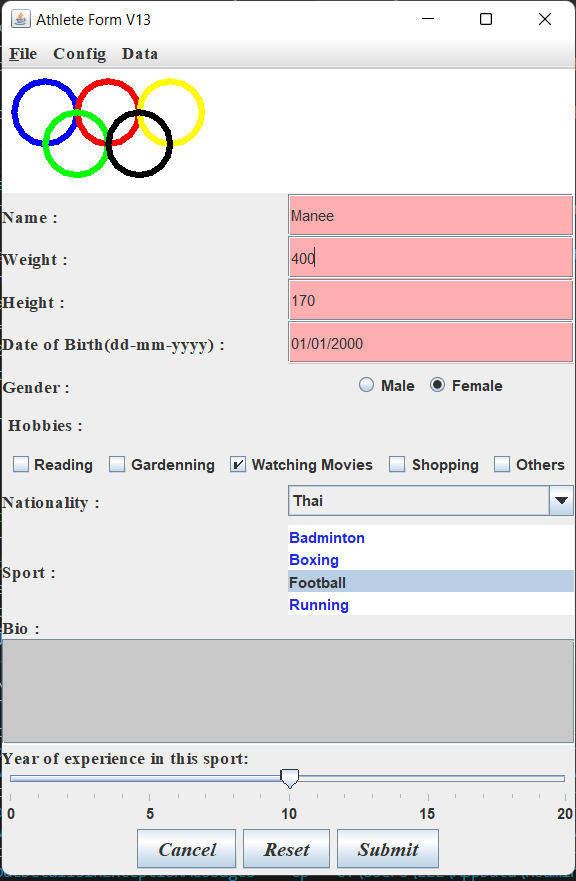 Athlete Form V13
File Config Data
Name : Manee
Weight : 400
Height : 170
Date of Birth(dd-mm-yyyy) : 01/01/2000
Gender : Male Female
Hobbies :
Reading Gardenning Watching Movies Shopping Others
Nationality : Thai
Badminton
Boxing
Sport : Football
Running
Bio :
Year of experience in this sport:
0 5 10 15 20
Cancel Reset Submit